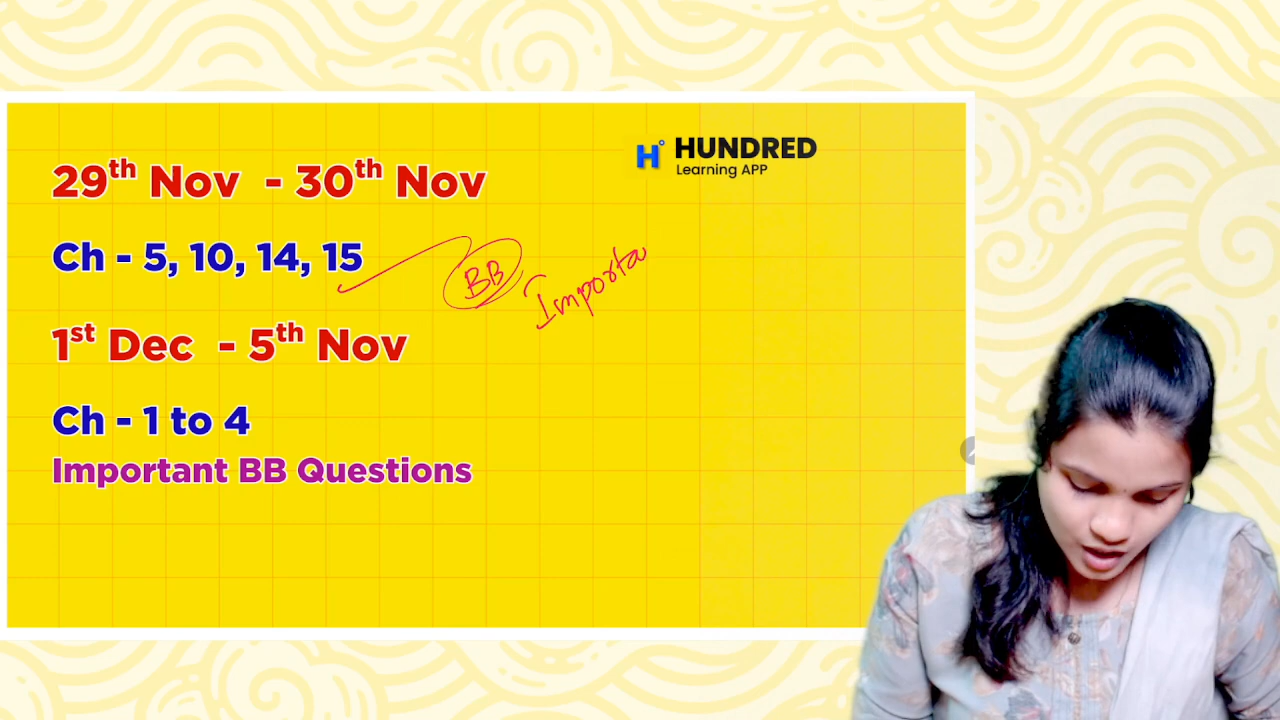 HUNDRED
Learning APP
29th Nov - 30th Nov
Ch - 5, 10, 14, 15
BB
Importa
1st Dec - 5th Nov
Ch - 1 to 4
Important BB Questions